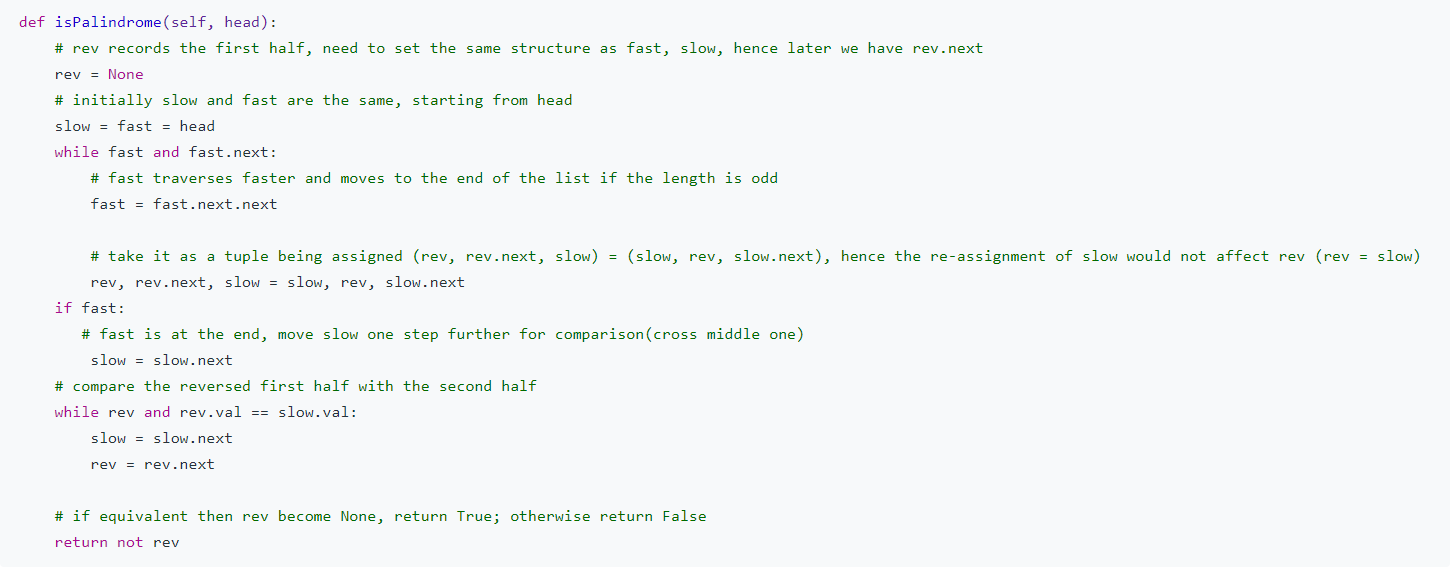 def isPalindrome(self, head):
    # rev records the first half, need to set the same structure as fast, slow, hence later we have rev.next
    rev = None
    # initially slow and fast are the same, starting from head
    slow = fast = head
    while fast and fast.next:
        # fast traverses faster and moves to the end of the list if the length is odd
        fast = fast.next.next

        # take it as a tuple being assigned (rev, rev.next, slow) = (slow, rev, slow.next), hence the re-assignment of slow would not affect rev (rev = slow)
        rev, rev.next, slow = slow, rev, slow.next
    if fast:
       # fast is at the end, move slow one step further for comparison(cross middle one)
        slow = slow.next
    # compare the reversed first half with the second half
    while rev and rev.val == slow.val:
        slow = slow.next
        rev = rev.next

    # if equivalent then rev become None, return True; otherwise return False
    return not rev